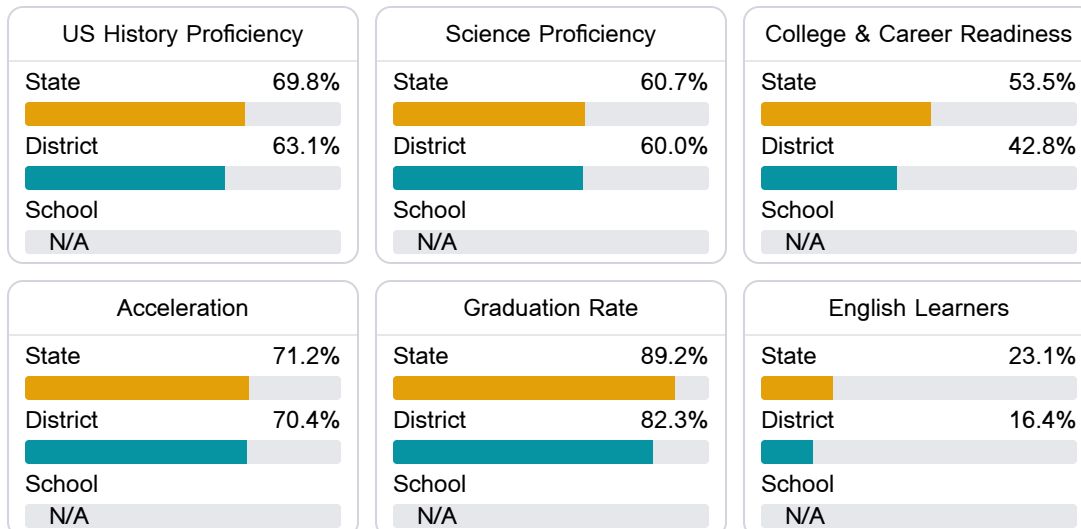 US History Proficiency
State 69.8%
District 63.1%
School
N/A
Science Proficiency
State 60.7%
District 60.0%
School
N/A
College & Career Readiness
State 53.5%
District 42.8%
School
N/A
Acceleration
State 71.2%
District 70.4%
School
N/A
Graduation Rate
State 89.2%
District 82.3%
School
N/A
English Learners
State 23.1%
District 16.4%
School
N/A